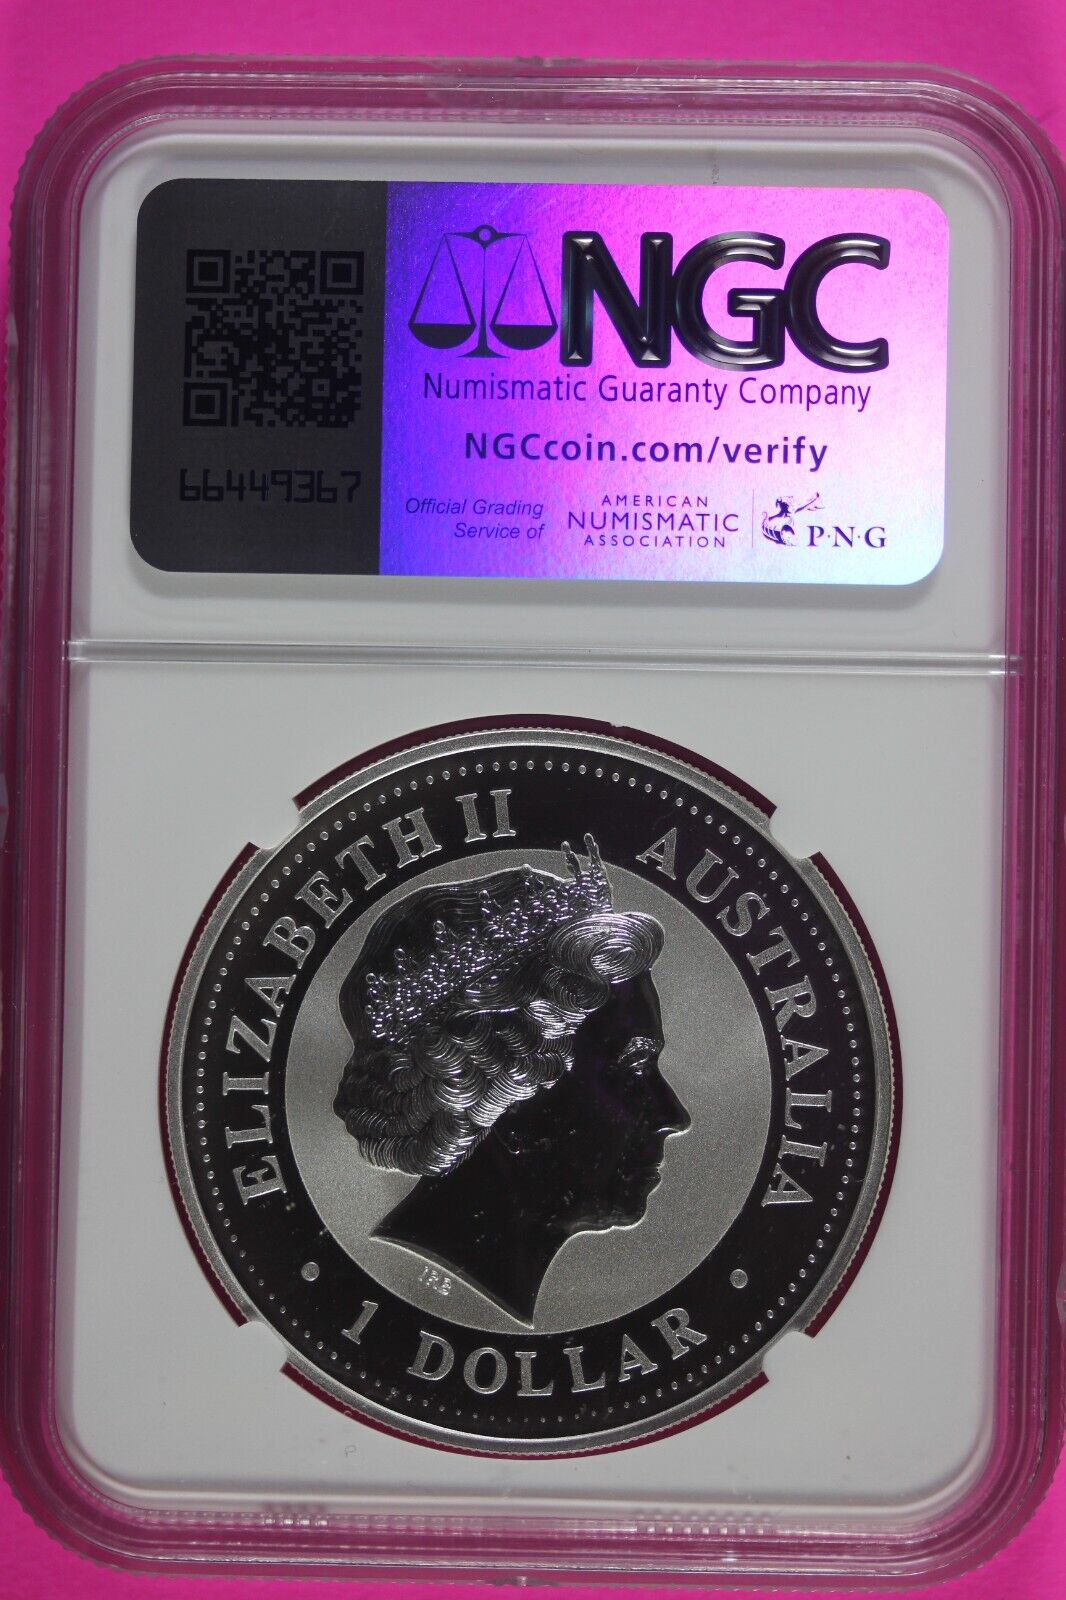 NGC
Numismatic Guaranty Company
NGCcoin.com/verify
66449367
Official Grading
Service of
AMERICAN
NUMISMATIC
ASSOCIATION
P·N·G
ELIZABETH II
AUSTRALIA
• 1 DOLLAR •
IRB
P